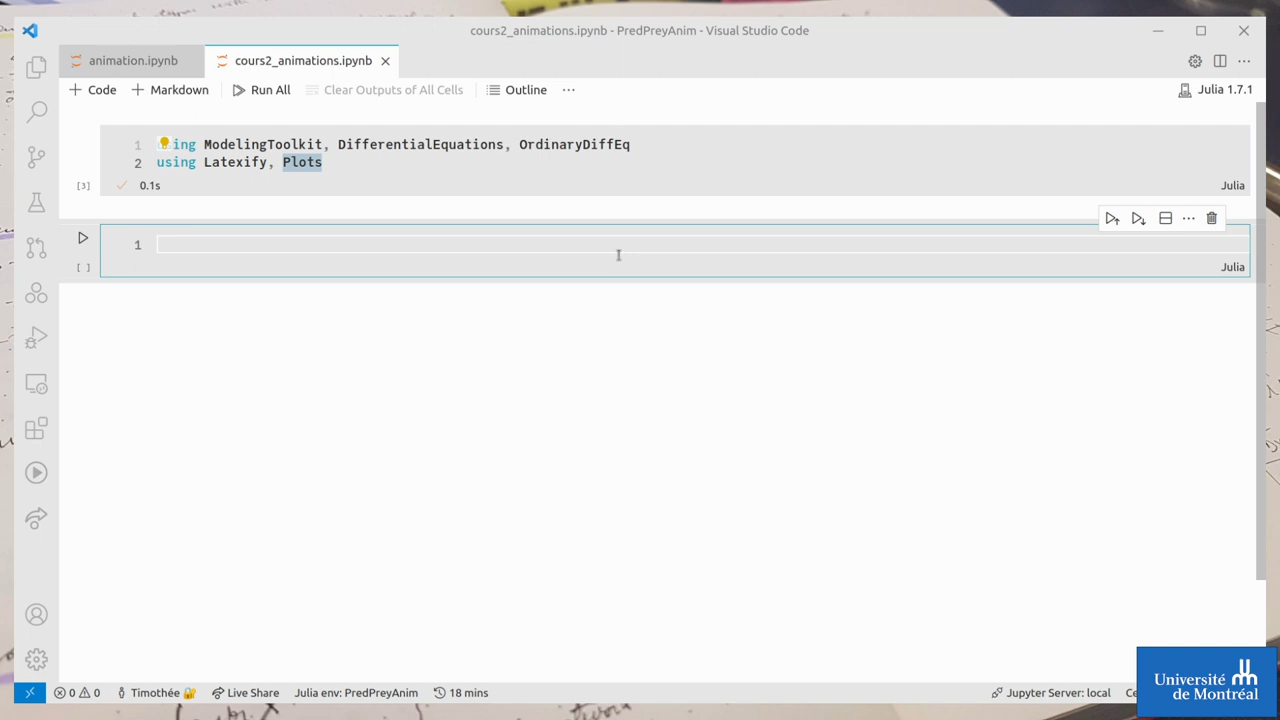 cours2_animations.ipynb - PredPreyAnim - Visual Studio Code
animation.ipynb
cours2_animations.ipynb
+ Code
+ Markdown
Run All
Clear Outputs of All Cells
Outline
Julia 1.7.1
1 ing ModelingToolkit, DifferentialEquations, OrdinaryDiffEq
2 using Latexify, Plots
[3]
0.1s
Julia
1
[ ]
Julia
0 0
Timothée
Live Share
Julia env: PredPreyAnim
18 mins
Jupyter Server: local
Ce
Université
de Montréal